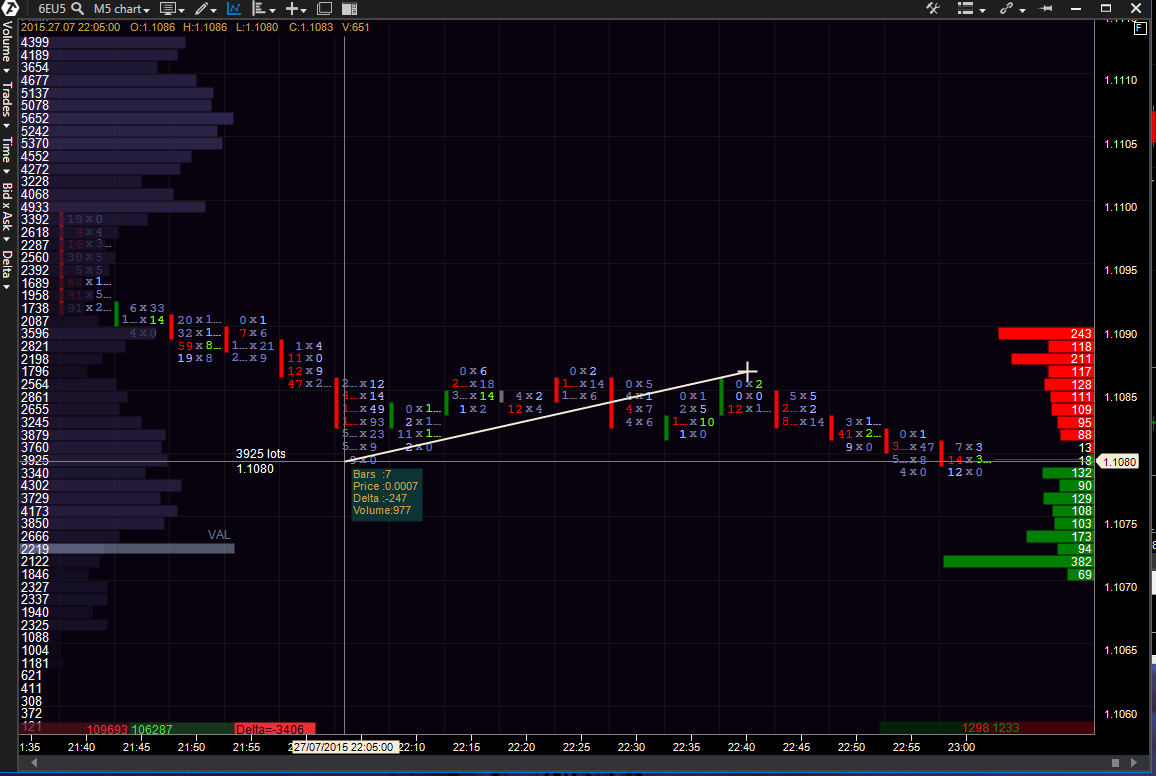 6EU5 M5 chart
2015.27.07 22:05:00 O:1.1086 H:1.1086 L:1.1080 C:1.1083 V:651
F
Volume
Trades
Time
Bid x Ask
Delta
4399
4189
3654
4677
5137
5078
5652
5242
5370
4552
4272
3228
4068
4933
3392 19 x 0
2618 9 x 4
2287 16 x 3...
2560 30 x 5
2392 5 x 5
1689 68 x 1...
1958 41 x 5...
1738 91 x 2... 6 x 33
2087 1... x 14 20 x 1... 0 x 1
3596 4 x 0 32 x 1... 7 x 6 243
2821 59 x 8... 1... x 21 1 x 4 118
2198 19 x 8 2... x 9 11 x 0 211
1796 12 x 9 0 x 6 0 x 2 117
2564 47 x 2... 2... x 12 2... x 18 1... x 14 0 x 5 0 x 2 128
2861 4... x 14 3... x 14 4 x 2 1... x 6 4... x 1 0 x 1 0 x 0 5 x 5 111
2655 1... x 49 0 x 1... 1 x 2 12 x 4 4 x 7 2 x 5 12 x 1... 2... x 2 109
3245 1... x 93 2 x 1... 4 x 6 1... x 10 8... x 14 3 x 1... 95
3879 5... x 23 11 x 1... 1 x 0 41 x 2... 0 x 1 88
3760 5... x 9 2 x 0 9 x 0 3... x 47 7 x 3 13
3925 9 x 0 5... x 8 14 x 3... 18
3340 4 x 0 12 x 0 132
4302 90
3729 129
4173 108
3850 103
2666 173
2219 94
2122 382
1846 69
2327
2337
1940
2325
1088
1004
1181
621
411
308
372
121
3925 lots
1.1080
Bars :7
Price :0.0007
Delta :-247
Volume:977
VAL
109693 106287 Delta=-3406
1298 1233
1.1110
1.1105
1.1100
1.1095
1.1090
1.1085
1.1080
1.1075
1.1070
1.1065
1.1060
1:35 21:40 21:45 21:50 21:55 27/07/2015 22:05:00 22:10 22:15 22:20 22:25 22:30 22:35 22:40 22:45 22:50 22:55 23:00